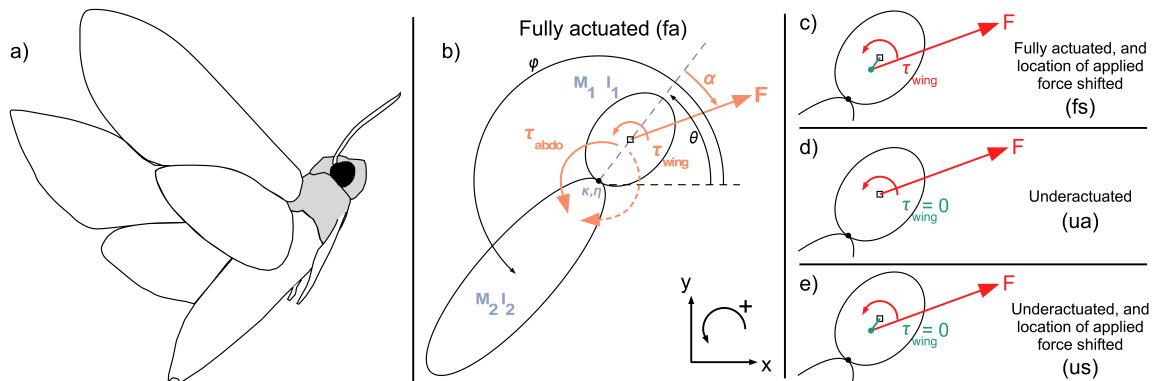 a)
b)
Fully actuated (fa)
φ
M1 I1
α
F
θ
τabdo
τwing
κ,η
M2 I2
y
+
x
c)
F
τwing
Fully actuated, and
location of applied
force shifted
(fs)
d)
F
τwing = 0
Underactuated
(ua)
e)
F
τwing = 0
Underactuated, and
location of applied
force shifted
(us)